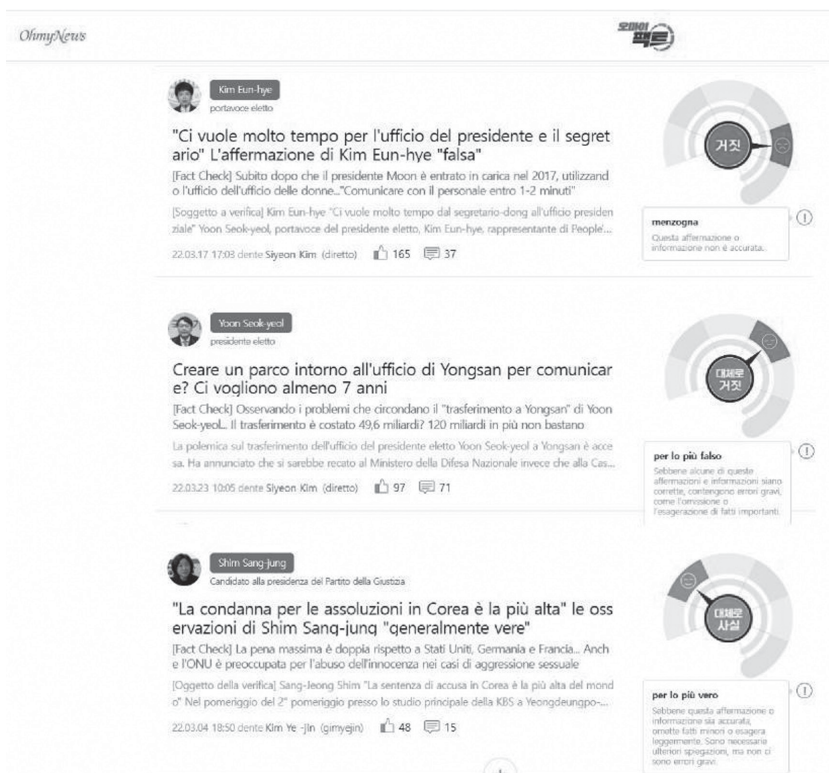 OhmyNews
오마이
팩트
Kim Eun-hye
portavoce eletto
"Ci vuole molto tempo per l'ufficio del presidente e il segret
ario" L'affermazione di Kim Eun-hye "falsa"
[Fact Check] Subito dopo che il presidente Moon è entrato in carica nel 2017, utilizzand
o l'ufficio dell'ufficio delle donne..."Comunicare con il personale entro 1-2 minuti"
[Soggetto a verifica] Kim Eun-hye "Ci vuole molto tempo dal segretario-dong all'ufficio presiden
ziale" Yoon Seok-yeol, portavoce del presidente eletto, Kim Eun-hye, rappresentante di People'...
22.03.17 17:03 dente Siyeon Kim (diretto) 165 37
거짓
menzogna
Questa affermazione o
informazione non è accurata.
Yoon Seok-yeol
presidente eletto
Creare un parco intorno all'ufficio di Yongsan per comunicar
e? Ci vogliono almeno 7 anni
[Fact Check] Osservando i problemi che circondano il "trasferimento a Yongsan" di Yoon
Seok-yeol... Il trasferimento è costato 49,6 miliardi? 120 miliardi in più non bastano
La polemica sul trasferimento dell'ufficio del presidente eletto Yoon Seok-yeol a Yongsan è acce
sa. Ha annunciato che si sarebbe recato al Ministero della Difesa Nazionale invece che alla Cas...
22.03.23 10:05 dente Siyeon Kim (diretto) 97 71
대체로
거짓
per lo più falso
Sebbene alcune di queste
affermazioni e informazioni siano
corrette, contengono errori gravi,
come l'omissione o
l'esagerazione di fatti importanti.
Shim Sang-jung
Candidato alla presidenza del Partito della Giustizia
"La condanna per le assoluzioni in Corea è la più alta" le oss
ervazioni di Shim Sang-jung "generalmente vere"
[Fact Check] La pena massima è doppia rispetto a Stati Uniti, Germania e Francia... Anch
e l'ONU è preoccupata per l'abuso dell'innocenza nei casi di aggressione sessuale
[Oggetto della verifica] Sang-Jeong Shim "La sentenza di accusa in Corea è la più alta del mond
o" Nel pomeriggio del 2° pomeriggio presso lo studio principale della KBS a Yeongdeungpo-...
22.03.04 18:50 dente Kim Ye -jin (gimyejin) 48 15
대체로
사실
per lo più vero
Sebbene questa affermazione o
informazione sia accurata,
omette fatti minori o esagera
leggermente. Sono necessarie
ulteriori spiegazioni, ma non ci
sono errori gravi.